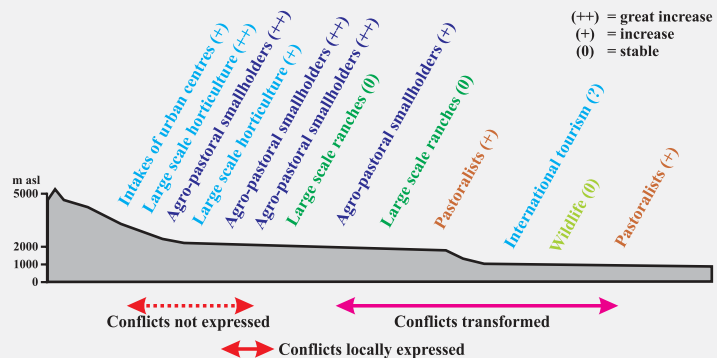 (++) = great increase
(+) = increase
(0) = stable
Intakes of urban centres (+)
Large scale horticulture (++)
Agro-pastoral smallholders (++)
Large scale horticulture (+)
Agro-pastoral smallholders (++)
Agro-pastoral smallholders (++)
Large scale ranches (0)
Agro-pastoral smallholders (+)
Large scale ranches (0)
Pastoralists (+)
International tourism (?)
Wildlife (0)
Pastoralists (+)
m asl
5000
2000
1000
0
Conflicts not expressed
Conflicts transformed
Conflicts locally expressed